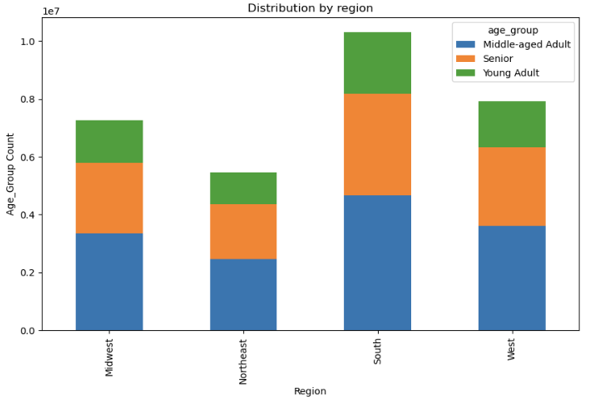 Distribution by region
1e7
1.0
0.8
0.6
0.4
0.2
0.0
Age_Group Count
age_group
Middle-aged Adult
Senior
Young Adult
Midwest
Northeast
South
West
Region